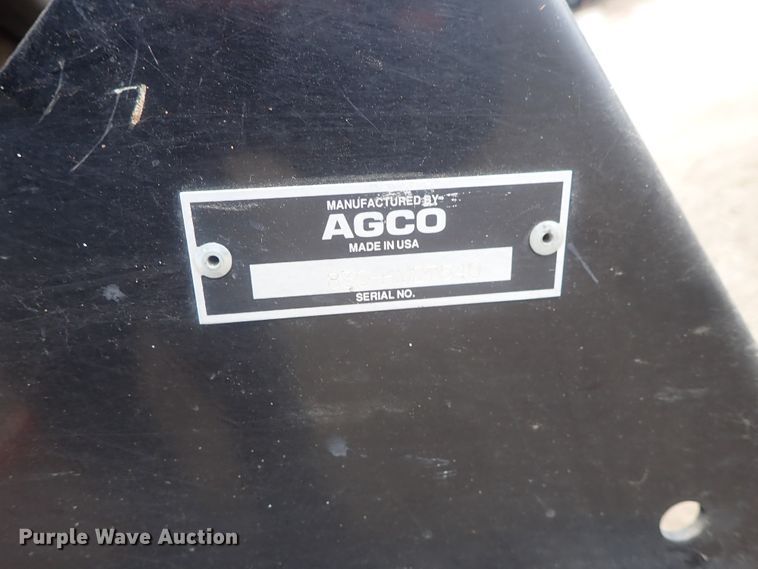 MANUFACTURED BY
AGCO
MADE IN USA
SERIAL NO.
Purple Wave Auction®